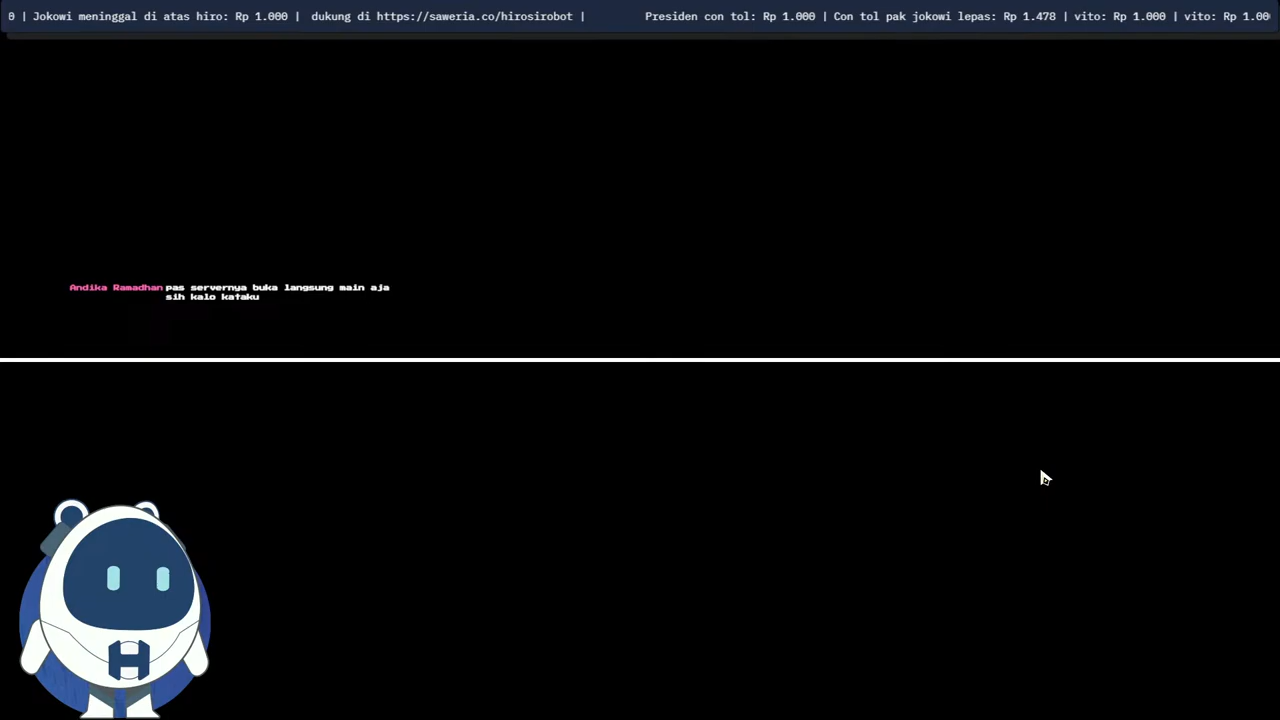 0 | Jokowi meninggal di atas hiro: Rp 1.000 | dukung di https://saweria.co/hirosirobot | Presiden con tol: Rp 1.000 | Con tol pak jokowi lepas: Rp 1.478 | vito: Rp 1.000 | vito: Rp 1.00
Andika Ramadhan pas servernya buka langsung main aja
sih kalo kataku
H